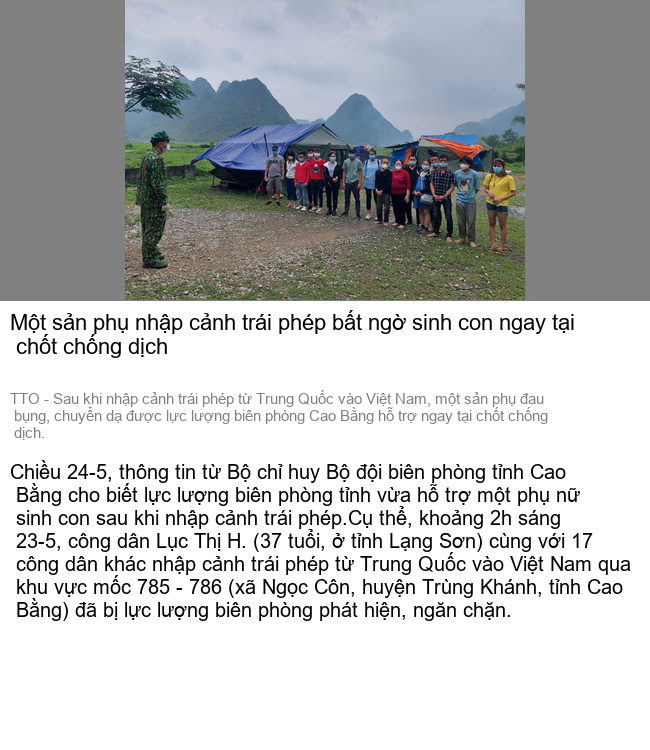 Một sản phụ nhập cảnh trái phép bất ngờ sinh con ngay tại
chốt chống dịch
TTO - Sau khi nhập cảnh trái phép từ Trung Quốc vào Việt Nam, một sản phụ đau
bụng, chuyển dạ được lực lượng biên phòng Cao Bằng hỗ trợ ngay tại chốt chống
dịch.
Chiều 24-5, thông tin từ Bộ chỉ huy Bộ đội biên phòng tỉnh Cao
Bằng cho biết lực lượng biên phòng tỉnh vừa hỗ trợ một phụ nữ
sinh con sau khi nhập cảnh trái phép.Cụ thể, khoảng 2h sáng
23-5, công dân Lục Thị H. (37 tuổi, ở tỉnh Lạng Sơn) cùng với 17
công dân khác nhập cảnh trái phép từ Trung Quốc vào Việt Nam qua
khu vực mốc 785 - 786 (xã Ngọc Côn, huyện Trùng Khánh, tỉnh Cao
Bằng) đã bị lực lượng biên phòng phát hiện, ngăn chặn.